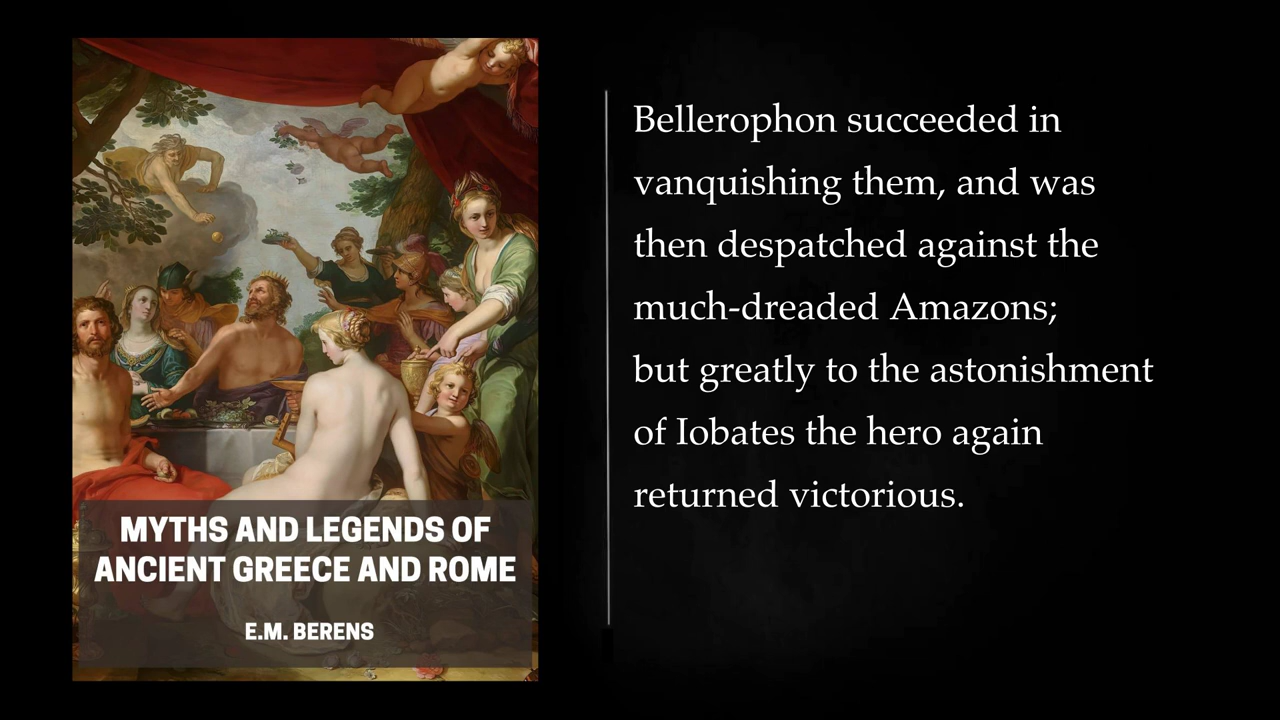 MYTHS AND LEGENDS OF
ANCIENT GREECE AND ROME
E.M. BERENS
Bellerophon succeeded in
vanquishing them, and was
then despatched against the
much-dreaded Amazons;
but greatly to the astonishment
of Iobates the hero again
returned victorious.